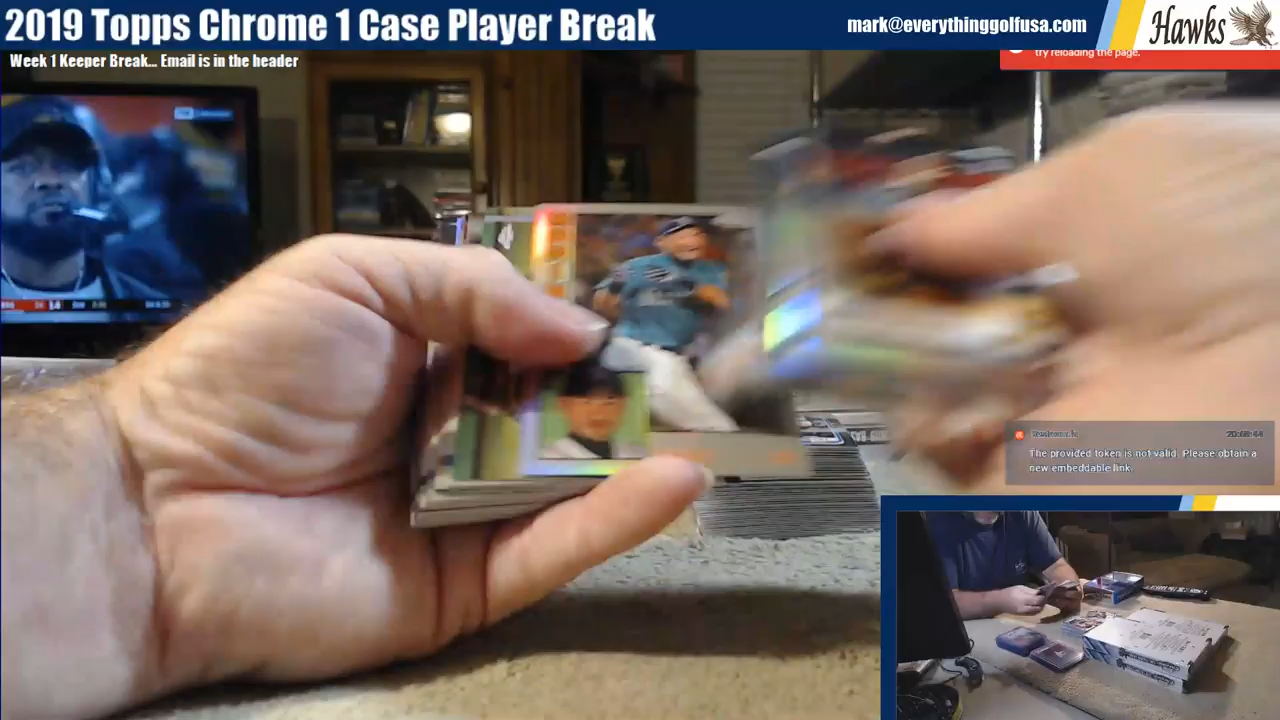 2019 Topps Chrome 1 Case Player Break
mark@everythinggolfusa.com
Hawks
Week 1 Keeper Break... Email is in the header
try reloading the page.
The provided token is not valid. Please obtain a
new embeddable link.